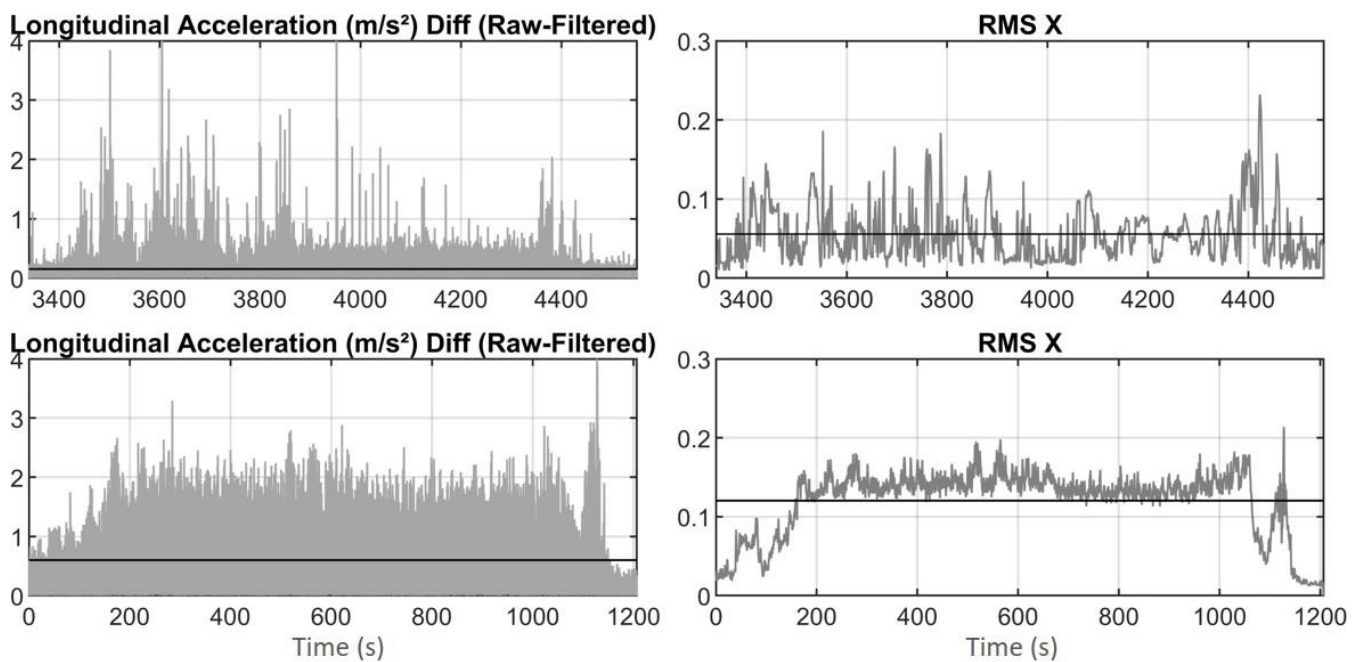 Longitudinal Acceleration (m/s²) Diff (Raw-Filtered)
4
3
2
1
0
3400 3600 3800 4000 4200 4400
RMS X
0.3
0.2
0.1
0
3400 3600 3800 4000 4200 4400
Longitudinal Acceleration (m/s²) Diff (Raw-Filtered)
4
3
2
1
0
0 200 400 600 800 1000 1200
Time (s)
RMS X
0.3
0.2
0.1
0
0 200 400 600 800 1000 1200
Time (s)